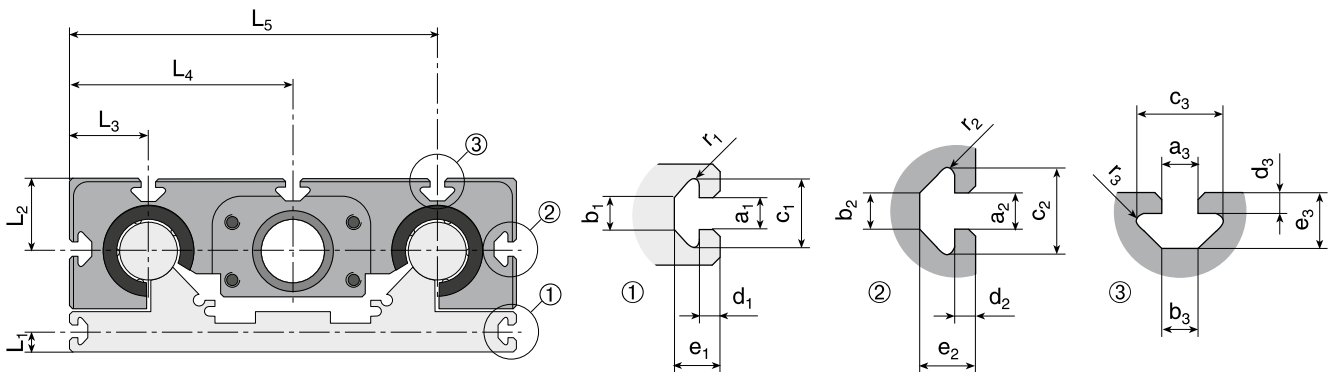 L₅
L₄
L₃
L₂
L₁
③
②
①
r₁
b₁
a₁
c₁
①
d₁
e₁
r₂
b₂
a₂
c₂
②
d₂
e₂
c₃
a₃
r₃
d₃
e₃
③
b₃